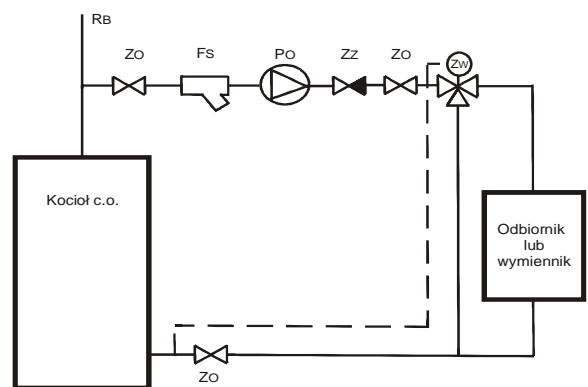 RB
ZO FS PO ZZ ZO ZW
Kocioł c.o.
Odbiornik
lub
wymiennik
ZO